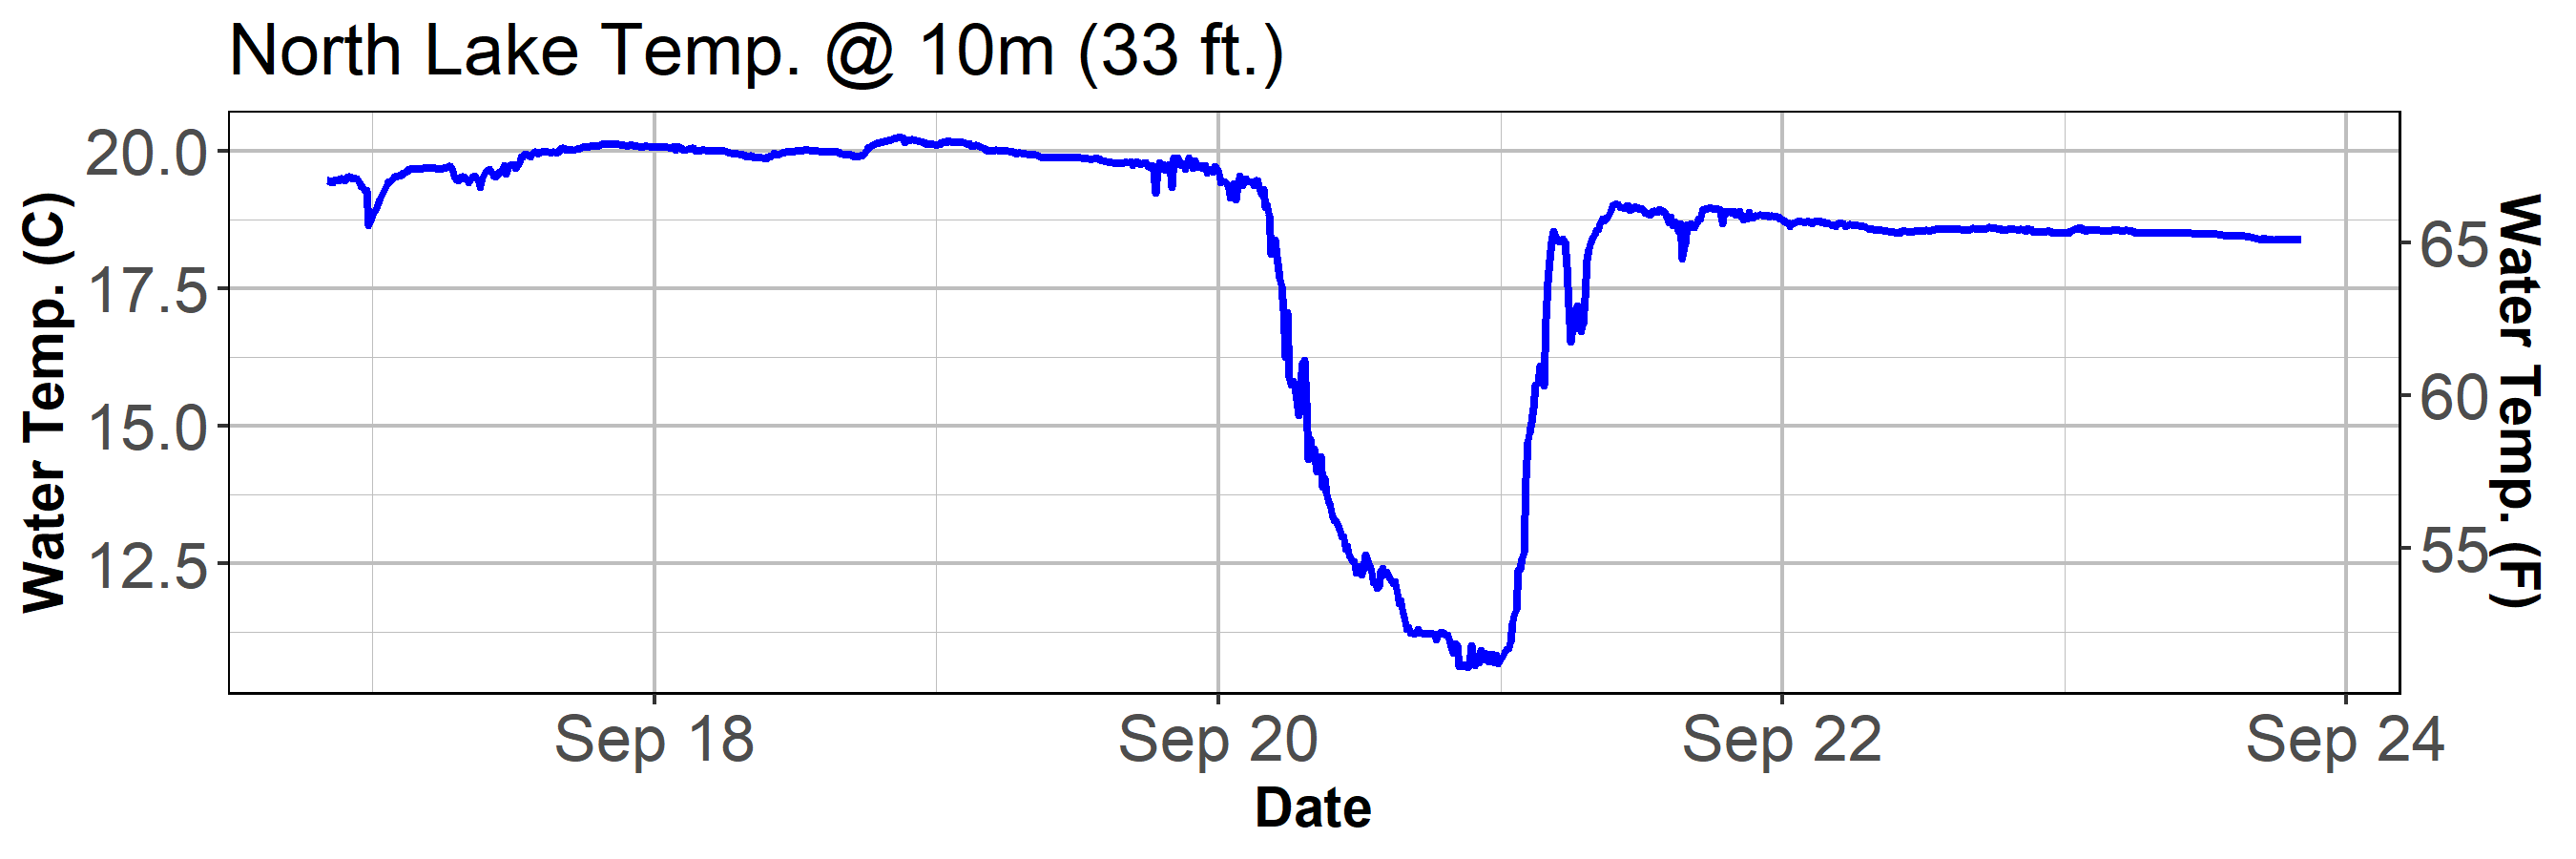 North Lake Temp. @ 10m (33 ft.)
Water Temp. (C)
20.0
17.5
15.0
12.5
65
60
55
Water Temp. (F)
Sep 18 Sep 20 Sep 22 Sep 24
Date